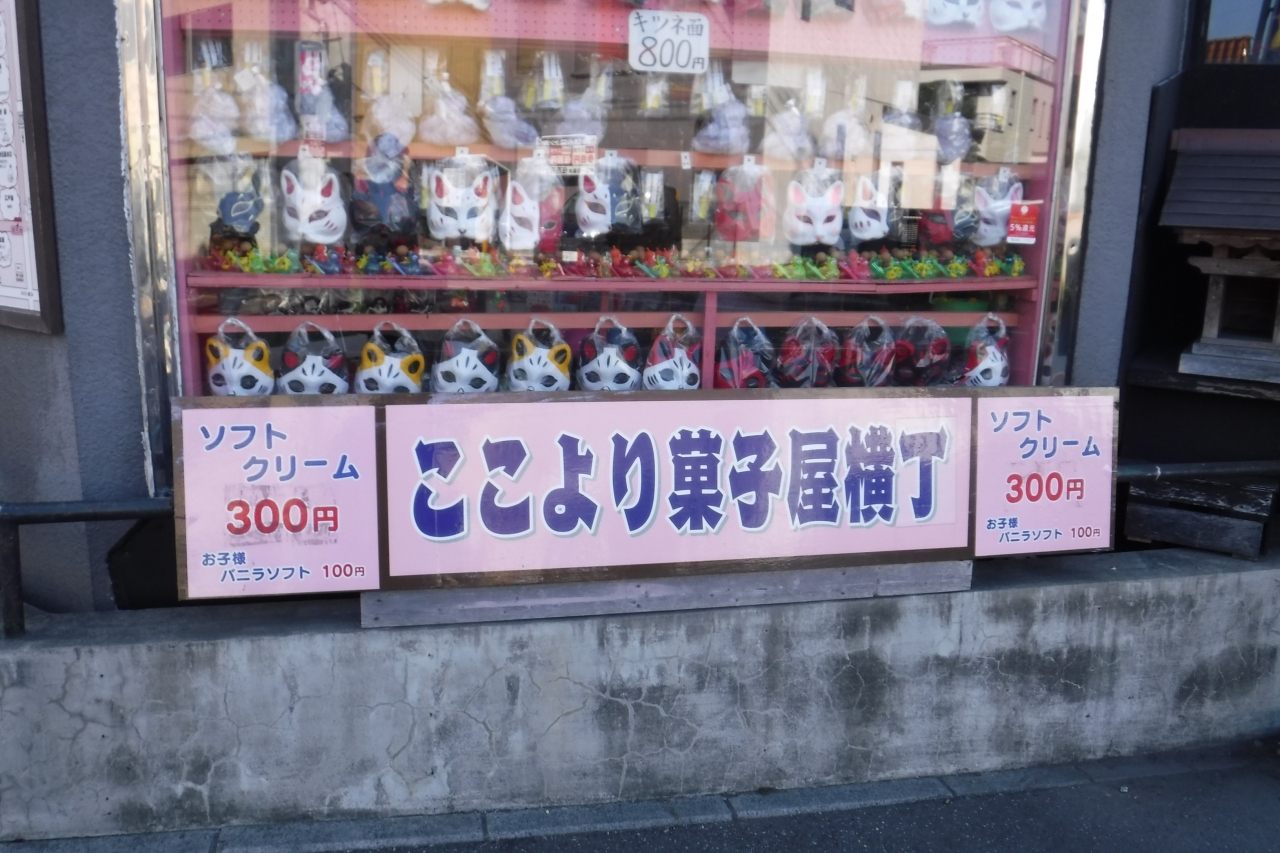 キツネ面
800円
5%還元
ソフト
クリーム
300円
お子様
バニラソフト 100円
ここより菓子屋横丁
ソフト
クリーム
300円
お子様
バニラソフト 100円